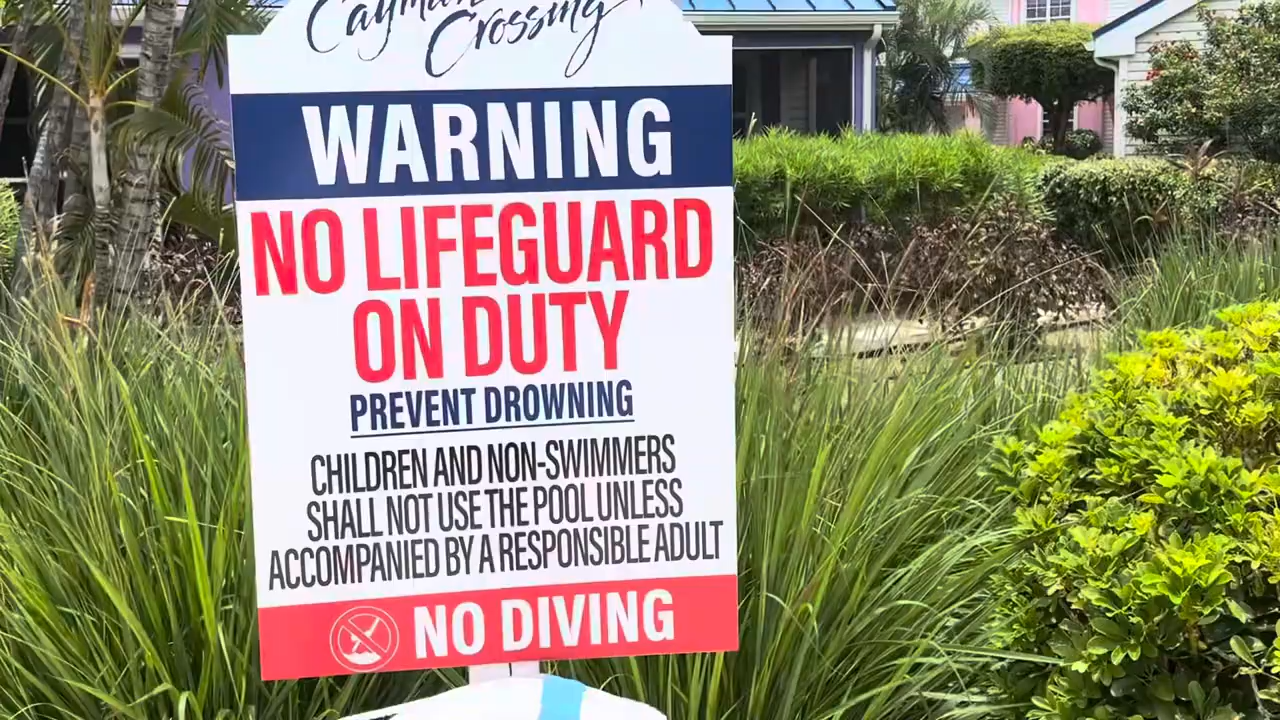 Cayman
Crossing
WARNING
NO LIFEGUARD
ON DUTY
PREVENT DROWNING
CHILDREN AND NON-SWIMMERS
SHALL NOT USE THE POOL UNLESS
ACCOMPANIED BY A RESPONSIBLE ADULT
NO DIVING